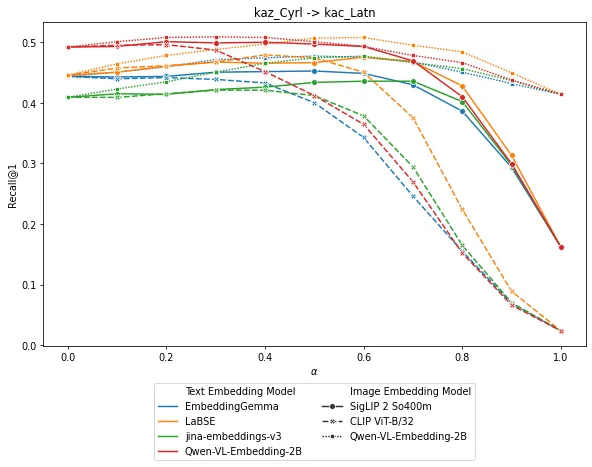 kaz_Cyrl -> kac_Latn
0.5
0.4
0.3
0.2
0.1
0.0
Recall@1
0.0 0.2 0.4 0.6 0.8 1.0
α
Text Embedding Model
EmbeddingGemma
LaBSE
jina-embeddings-v3
Qwen-VL-Embedding-2B
Image Embedding Model
SigLIP 2 So400m
CLIP ViT-B/32
Qwen-VL-Embedding-2B